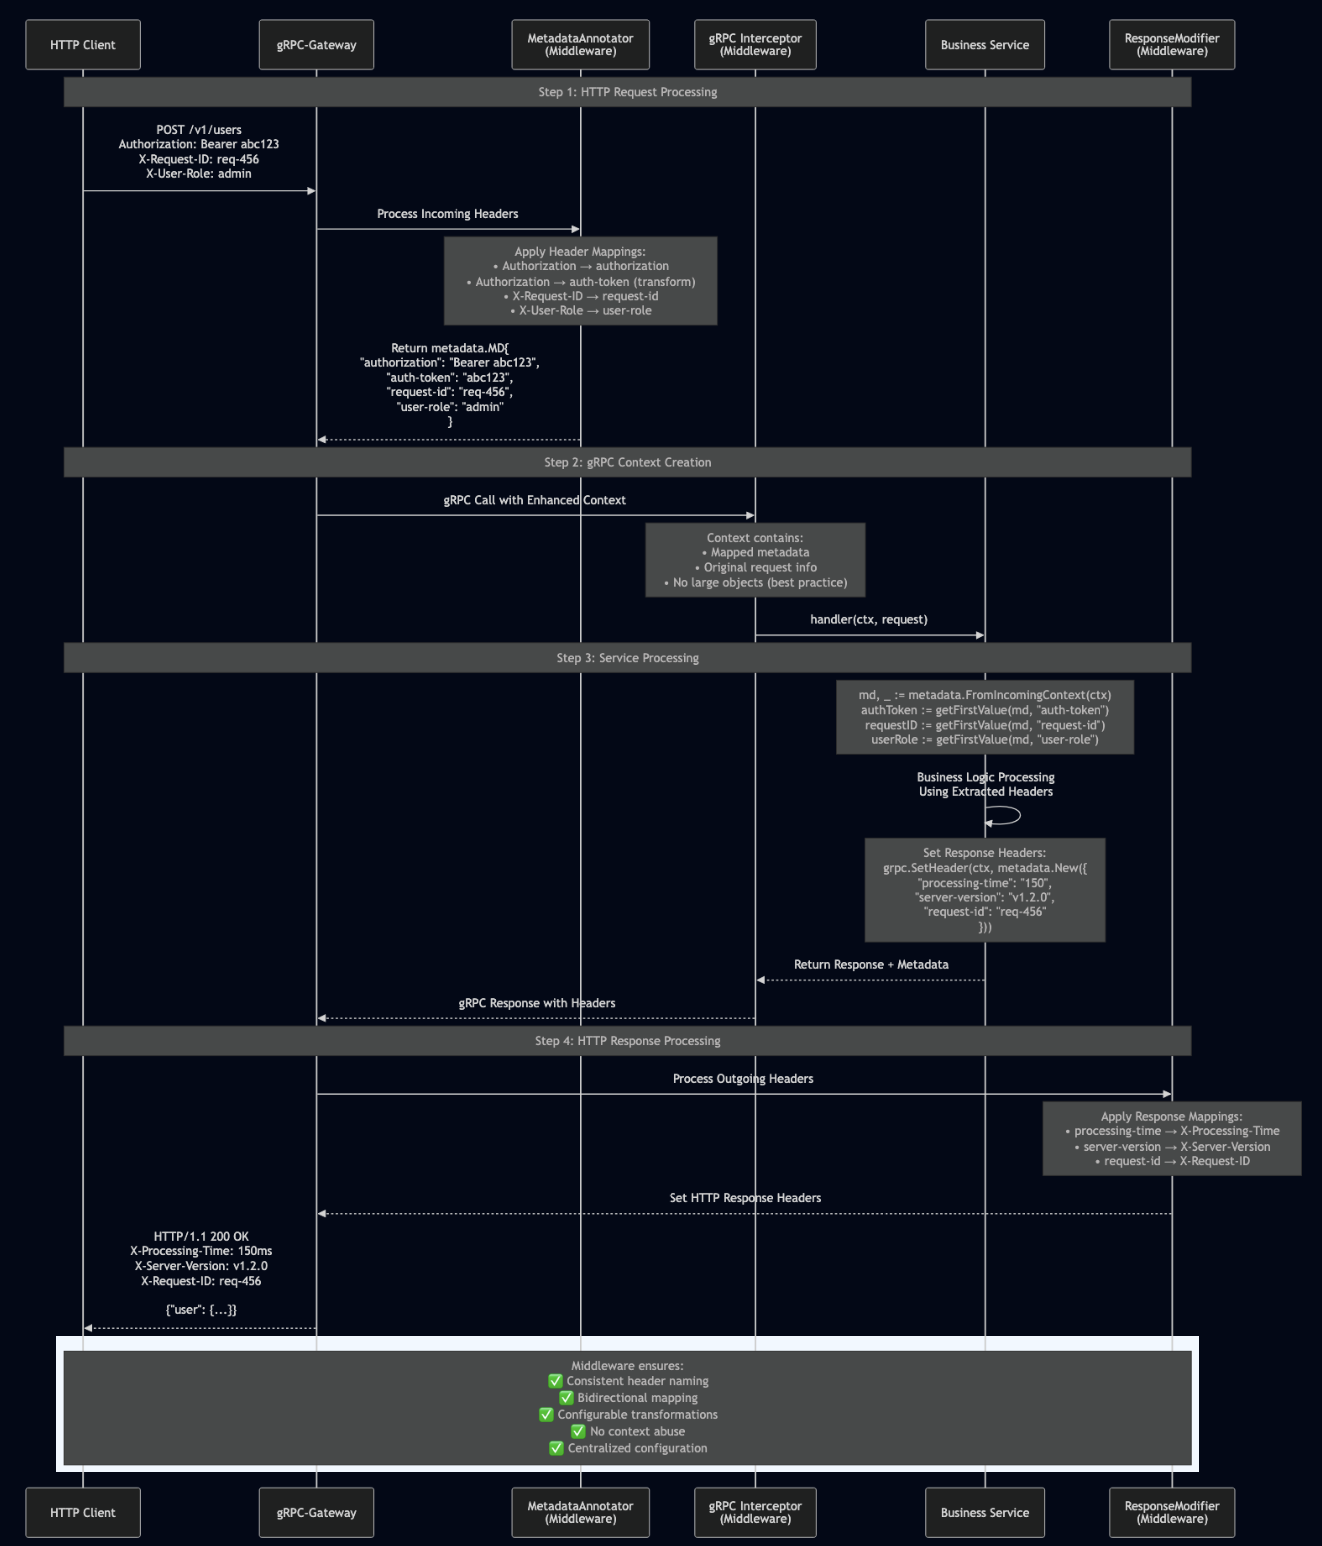 HTTP Client
gRPC-Gateway
MetadataAnnotator
(Middleware)
gRPC Interceptor
(Middleware)
Business Service
ResponseModifier
(Middleware)
Step 1: HTTP Request Processing
POST /v1/users
Authorization: Bearer abc123
X-Request-ID: req-456
X-User-Role: admin
Process Incoming Headers
Apply Header Mappings:
• Authorization → authorization
• Authorization → auth-token (transform)
• X-Request-ID → request-id
• X-User-Role → user-role
Return metadata.MD{
"authorization": "Bearer abc123",
"auth-token": "abc123",
"request-id": "req-456",
"user-role": "admin"
}
Step 2: gRPC Context Creation
gRPC Call with Enhanced Context
Context contains:
• Mapped metadata
• Original request info
• No large objects (best practice)
handler(ctx, request)
Step 3: Service Processing
md, _ := metadata.FromIncomingContext(ctx)
authToken := getFirstValue(md, "auth-token")
requestID := getFirstValue(md, "request-id")
userRole := getFirstValue(md, "user-role")
Business Logic Processing
Using Extracted Headers
Set Response Headers:
grpc.SetHeader(ctx, metadata.New({
"processing-time": "150",
"server-version": "v1.2.0",
"request-id": "req-456"
}))
Return Response + Metadata
gRPC Response with Headers
Step 4: HTTP Response Processing
Process Outgoing Headers
Apply Response Mappings:
• processing-time → X-Processing-Time
• server-version → X-Server-Version
• request-id → X-Request-ID
Set HTTP Response Headers
HTTP/1.1 200 OK
X-Processing-Time: 150ms
X-Server-Version: v1.2.0
X-Request-ID: req-456
{"user": {...}}
Middleware ensures:
✅ Consistent header naming
✅ Bidirectional mapping
✅ Configurable transformations
✅ No context abuse
✅ Centralized configuration
HTTP Client
gRPC-Gateway
MetadataAnnotator
(Middleware)
gRPC Interceptor
(Middleware)
Business Service
ResponseModifier
(Middleware)